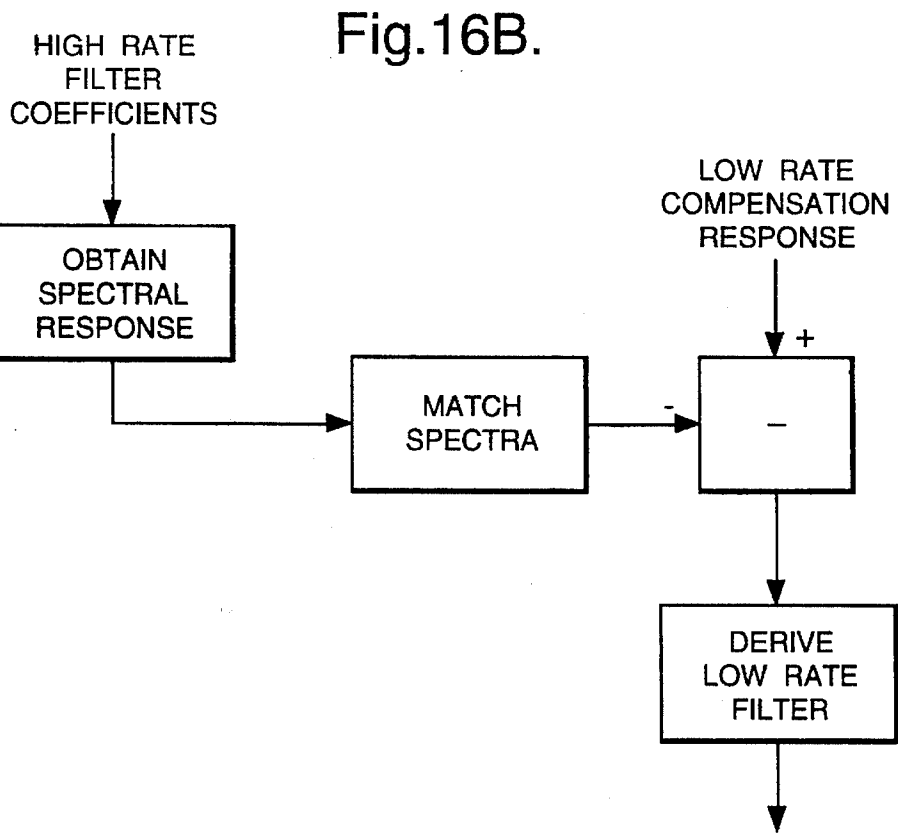 Fig.16B.
HIGH RATE
FILTER
COEFFICIENTS
LOW RATE
COMPENSATION
RESPONSE
OBTAIN
SPECTRAL
RESPONSE
+
MATCH
SPECTRA
-
–
DERIVE
LOW RATE
FILTER